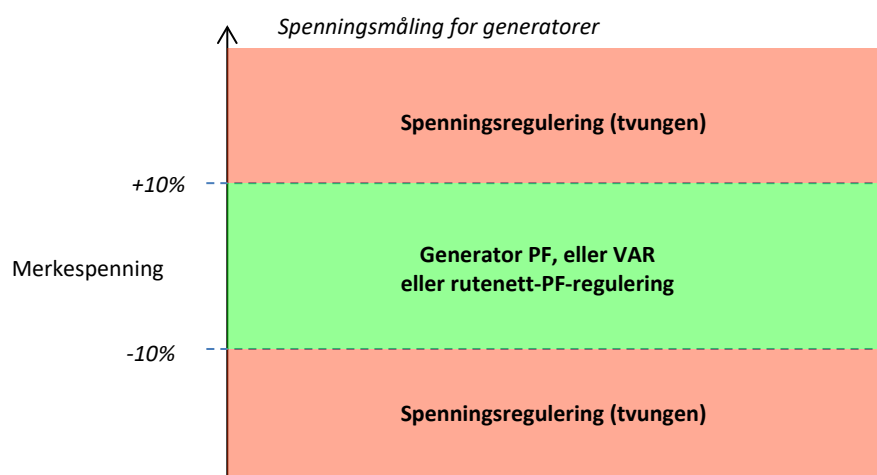 Spenningsmåling for generatorer
Spenningsregulering (tvungen)
+10%
Generator PF, eller VAR
Merkespenning
eller rutenett-PF-regulering
-10%
Spenningsregulering (tvungen)